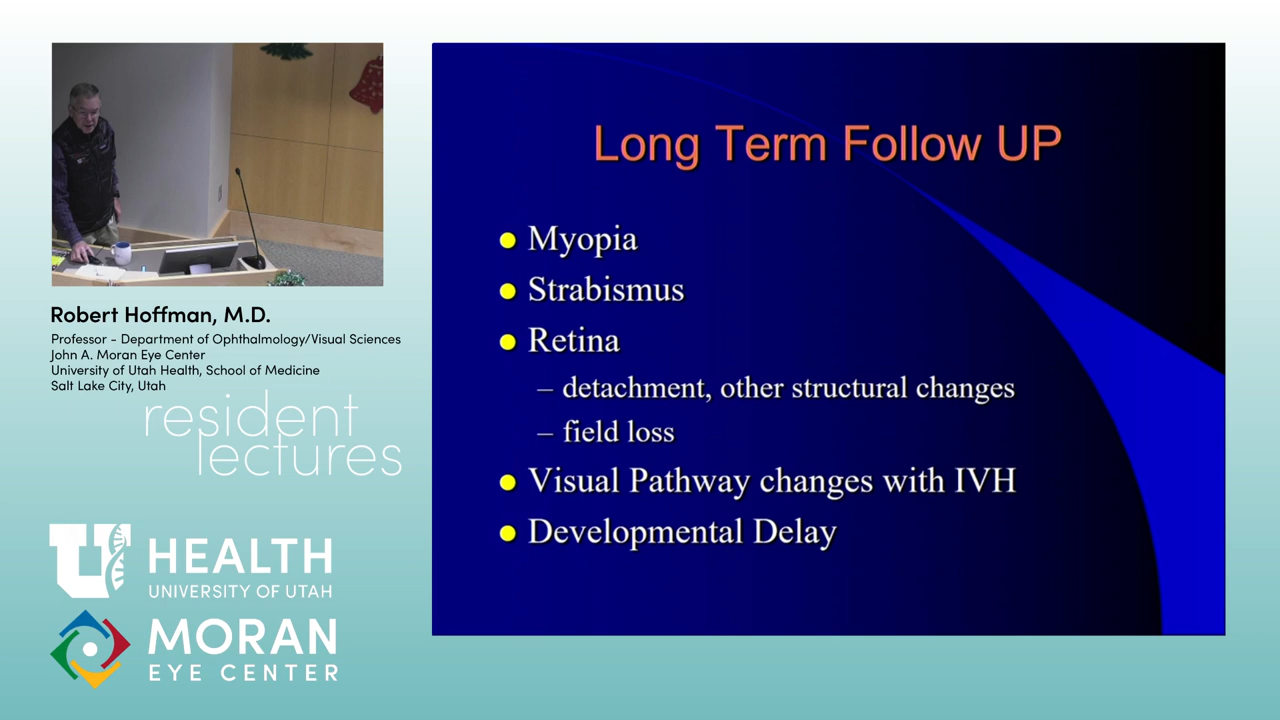 Long Term Follow UP
Myopia
Strabismus
Retina
– detachment, other structural changes
– field loss
Visual Pathway changes with IVH
Developmental Delay
Robert Hoffman, M.D.
Professor - Department of Ophthalmology/Visual Sciences
John A. Moran Eye Center
University of Utah Health, School of Medicine
Salt Lake City, Utah
resident
lectures
U HEALTH
UNIVERSITY OF UTAH
MORAN
EYE CENTER